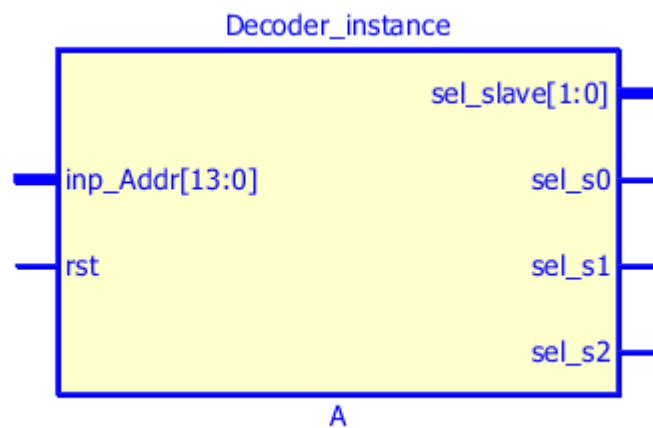 Decoder_instance
sel_slave[1:0]
inp_Addr[13:0]
sel_s0
rst
sel_s1
sel_s2
A